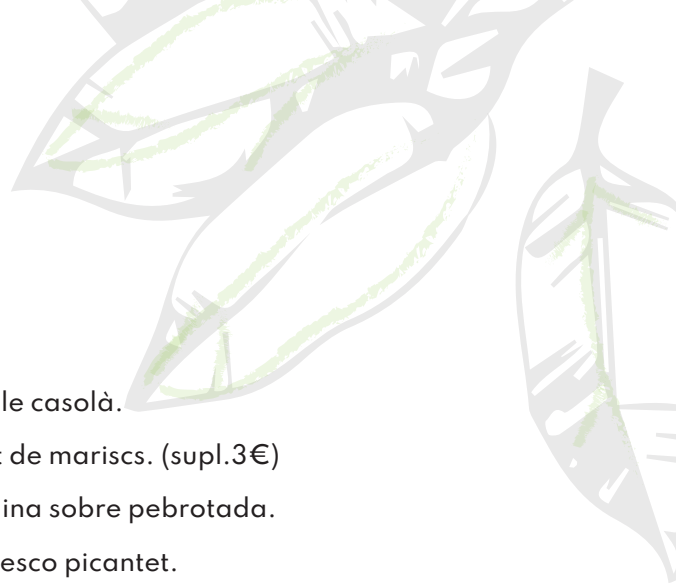 le casolà.
de mariscs. (supl.3€)
ina sobre pebrotada.
esco picantet.